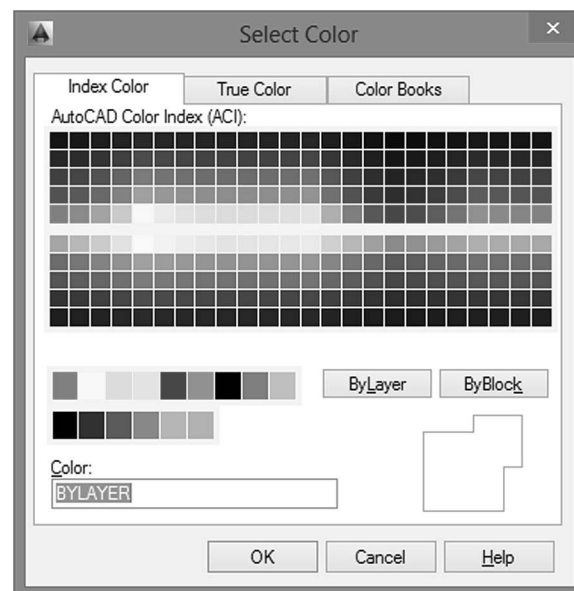 Select Color
Index Color True Color Color Books
AutoCAD Color Index (ACI):
ByLayer ByBlock
Color:
BYLAYER
OK Cancel Help